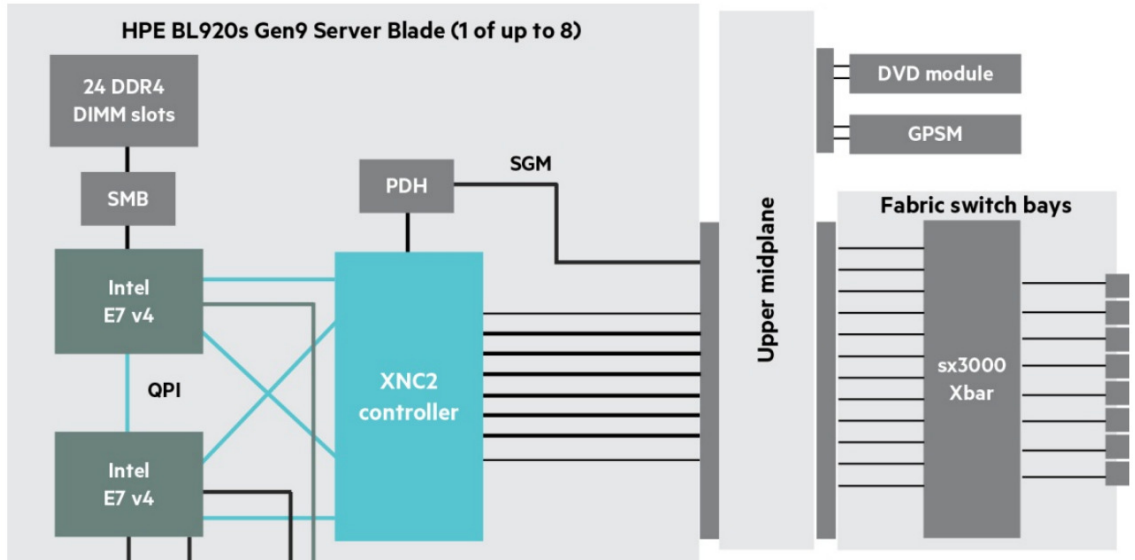 HPE BL920s Gen9 Server Blade (1 of up to 8)
24 DDR4
DIMM slots
SMB
PDH
SGM
Intel
E7 v4
QPI
Intel
E7 v4
XNC2
controller
Upper midplane
DVD module
GPSM
Fabric switch bays
sx3000
Xbar